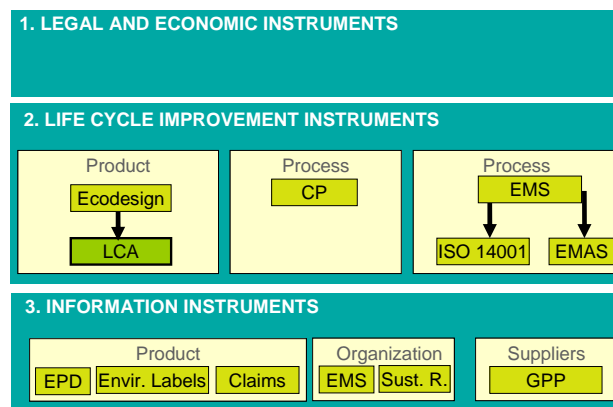 1. LEGAL AND ECONOMIC INSTRUMENTS
2. LIFE CYCLE IMPROVEMENT INSTRUMENTS
Product
Ecodesign
LCA
Process
CP
Process
EMS
ISO 14001 EMAS
3. INFORMATION INSTRUMENTS
Product
EPD Envir. Labels Claims
Organization
EMS Sust. R.
Suppliers
GPP